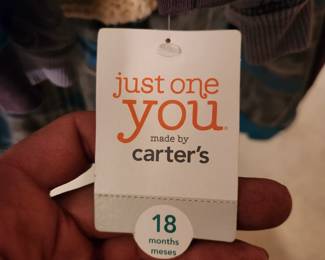 just one
you®
made by
carter's
18
months
meses